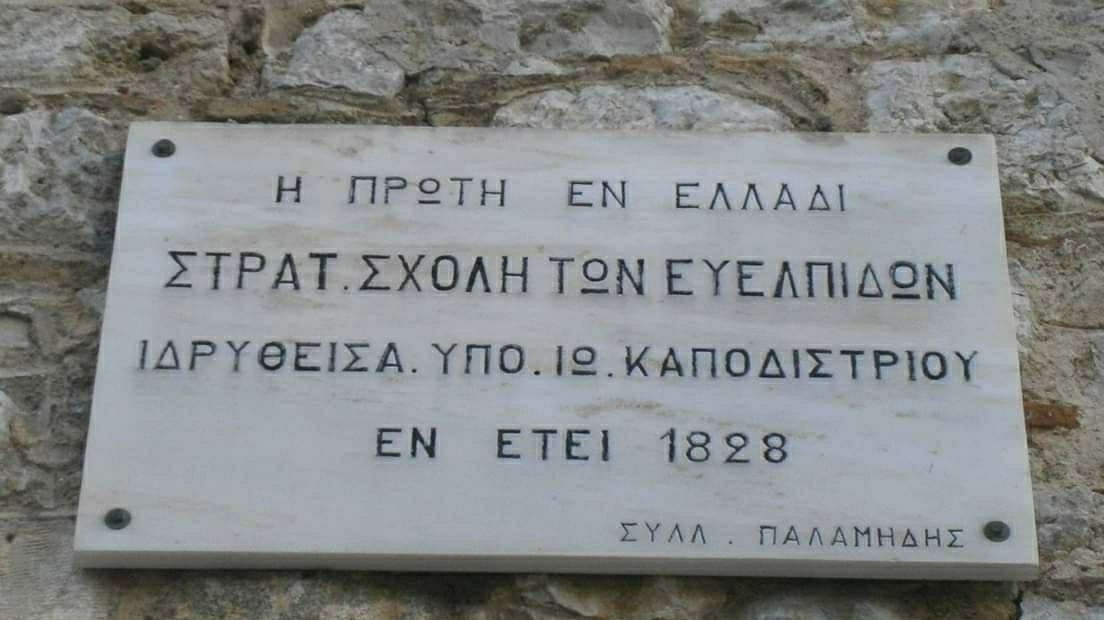 Η ΠΡΩΤΗ ΕΝ ΕΛΛΑΔΙ
ΣΤΡΑΤ. ΣΧΟΛΗ ΤΩΝ ΕΥΕΛΠΙΔΩΝ
ΙΔΡΥΘΕΙΣΑ. ΥΠΟ. ΙΩ. ΚΑΠΟΔΙΣΤΡΙΟΥ
ΕΝ ΕΤΕΙ 1828
ΣΥΛΛ. ΠΑΛΑΜΗΔΗΣ